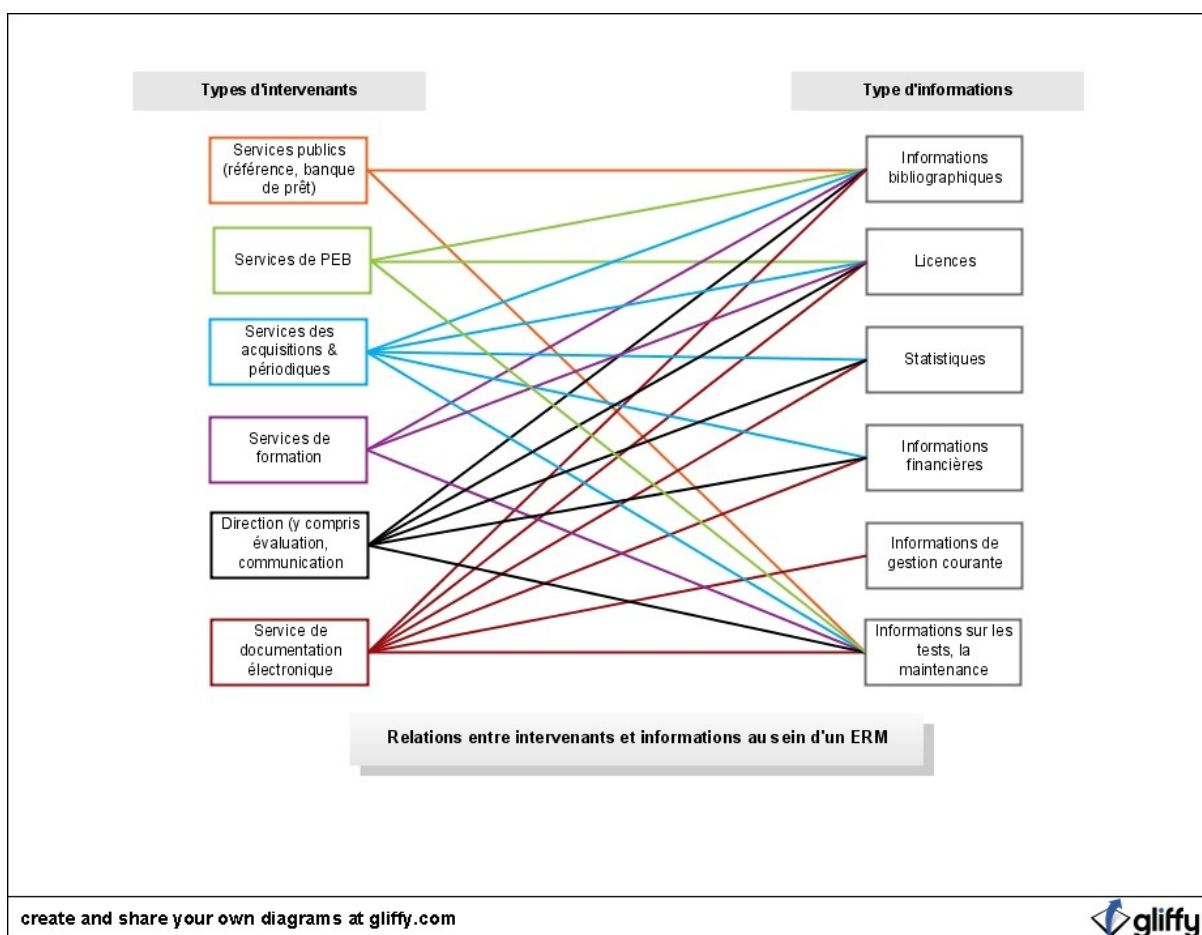 Types d'intervenants
Type d'informations
Services publics
(référence, banque
de prêt)
Services de PEB
Services des
acquisitions &
périodiques
Services de
formation
Direction (y compris
évaluation,
communication
Service de
documentation
électronique
Informations
bibliographiques
Licences
Statistiques
Informations
financières
Informations de
gestion courante
Informations sur les
tests, la
maintenance
Relations entre intervenants et informations au sein d'un ERM
create and share your own diagrams at gliffy.com
gliffy